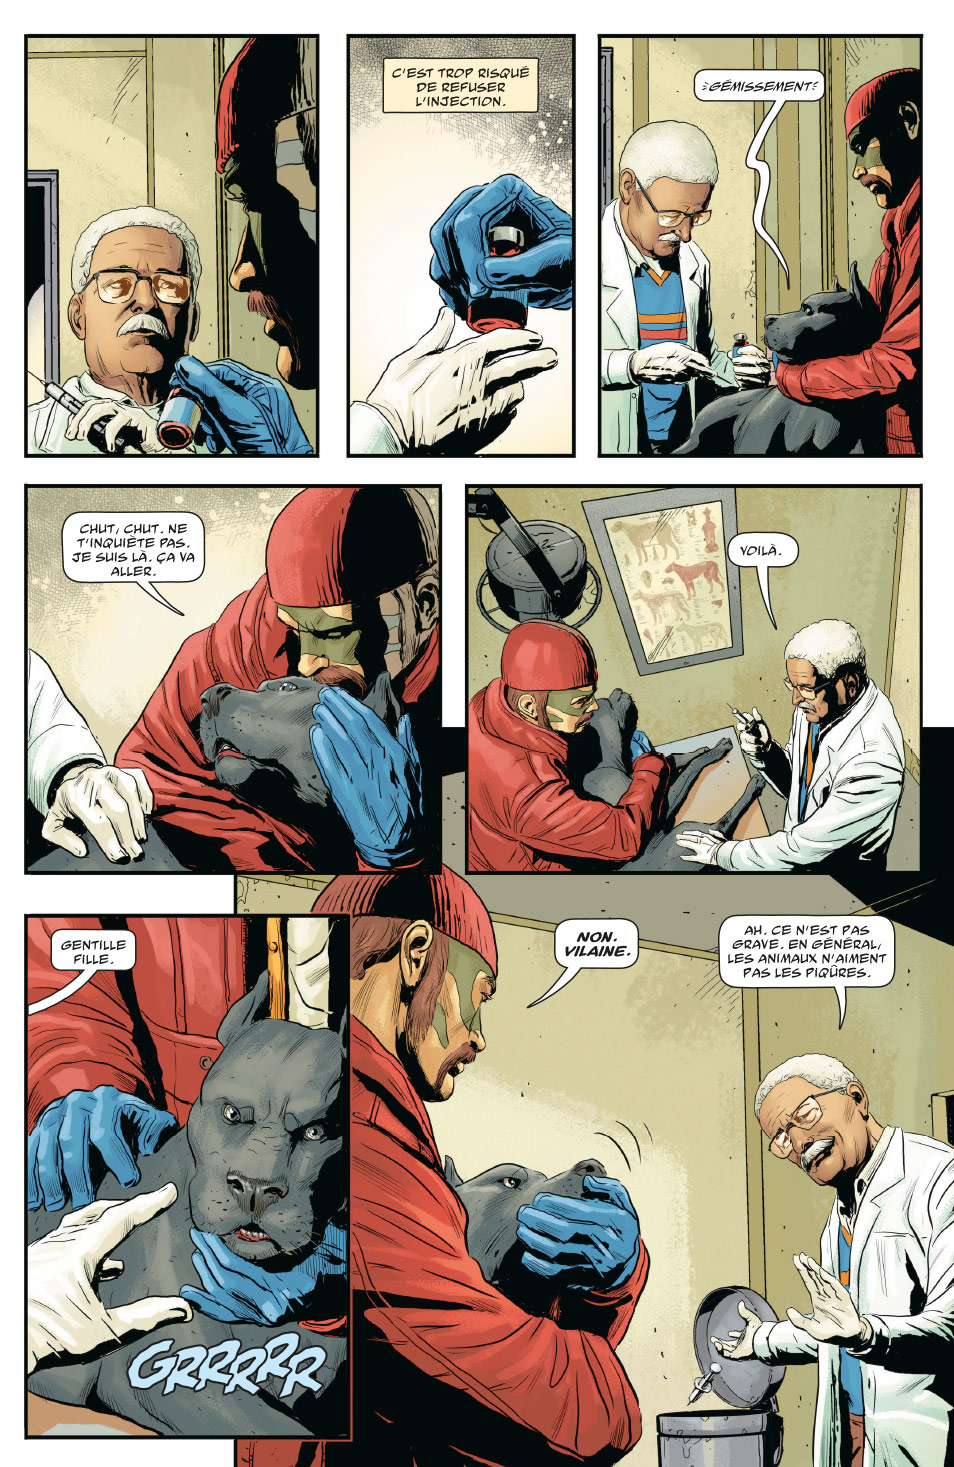 C'EST TROP RISQUÉ
DE REFUSER
L'INJECTION.
GÉMISSEMENT
CHUT, CHUT. NE
T'INQUIÈTE PAS.
JE SUIS LÀ. ÇA VA
ALLER.
VOILÀ.
GENTILLE
FILLE.
GRRRRR
NON.
VILAINE.
AH. CE N'EST PAS
GRAVE. EN GÉNÉRAL,
LES ANIMAUX N'AIMENT
PAS LES PIQÛRES.